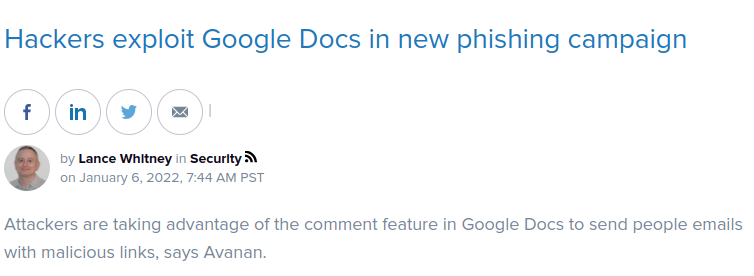 Hackers exploit Google Docs in new phishing campaign
f in
by Lance Whitney in Security
on January 6, 2022, 7:44 AM PST
Attackers are taking advantage of the comment feature in Google Docs to send people emails
with malicious links, says Avanan.